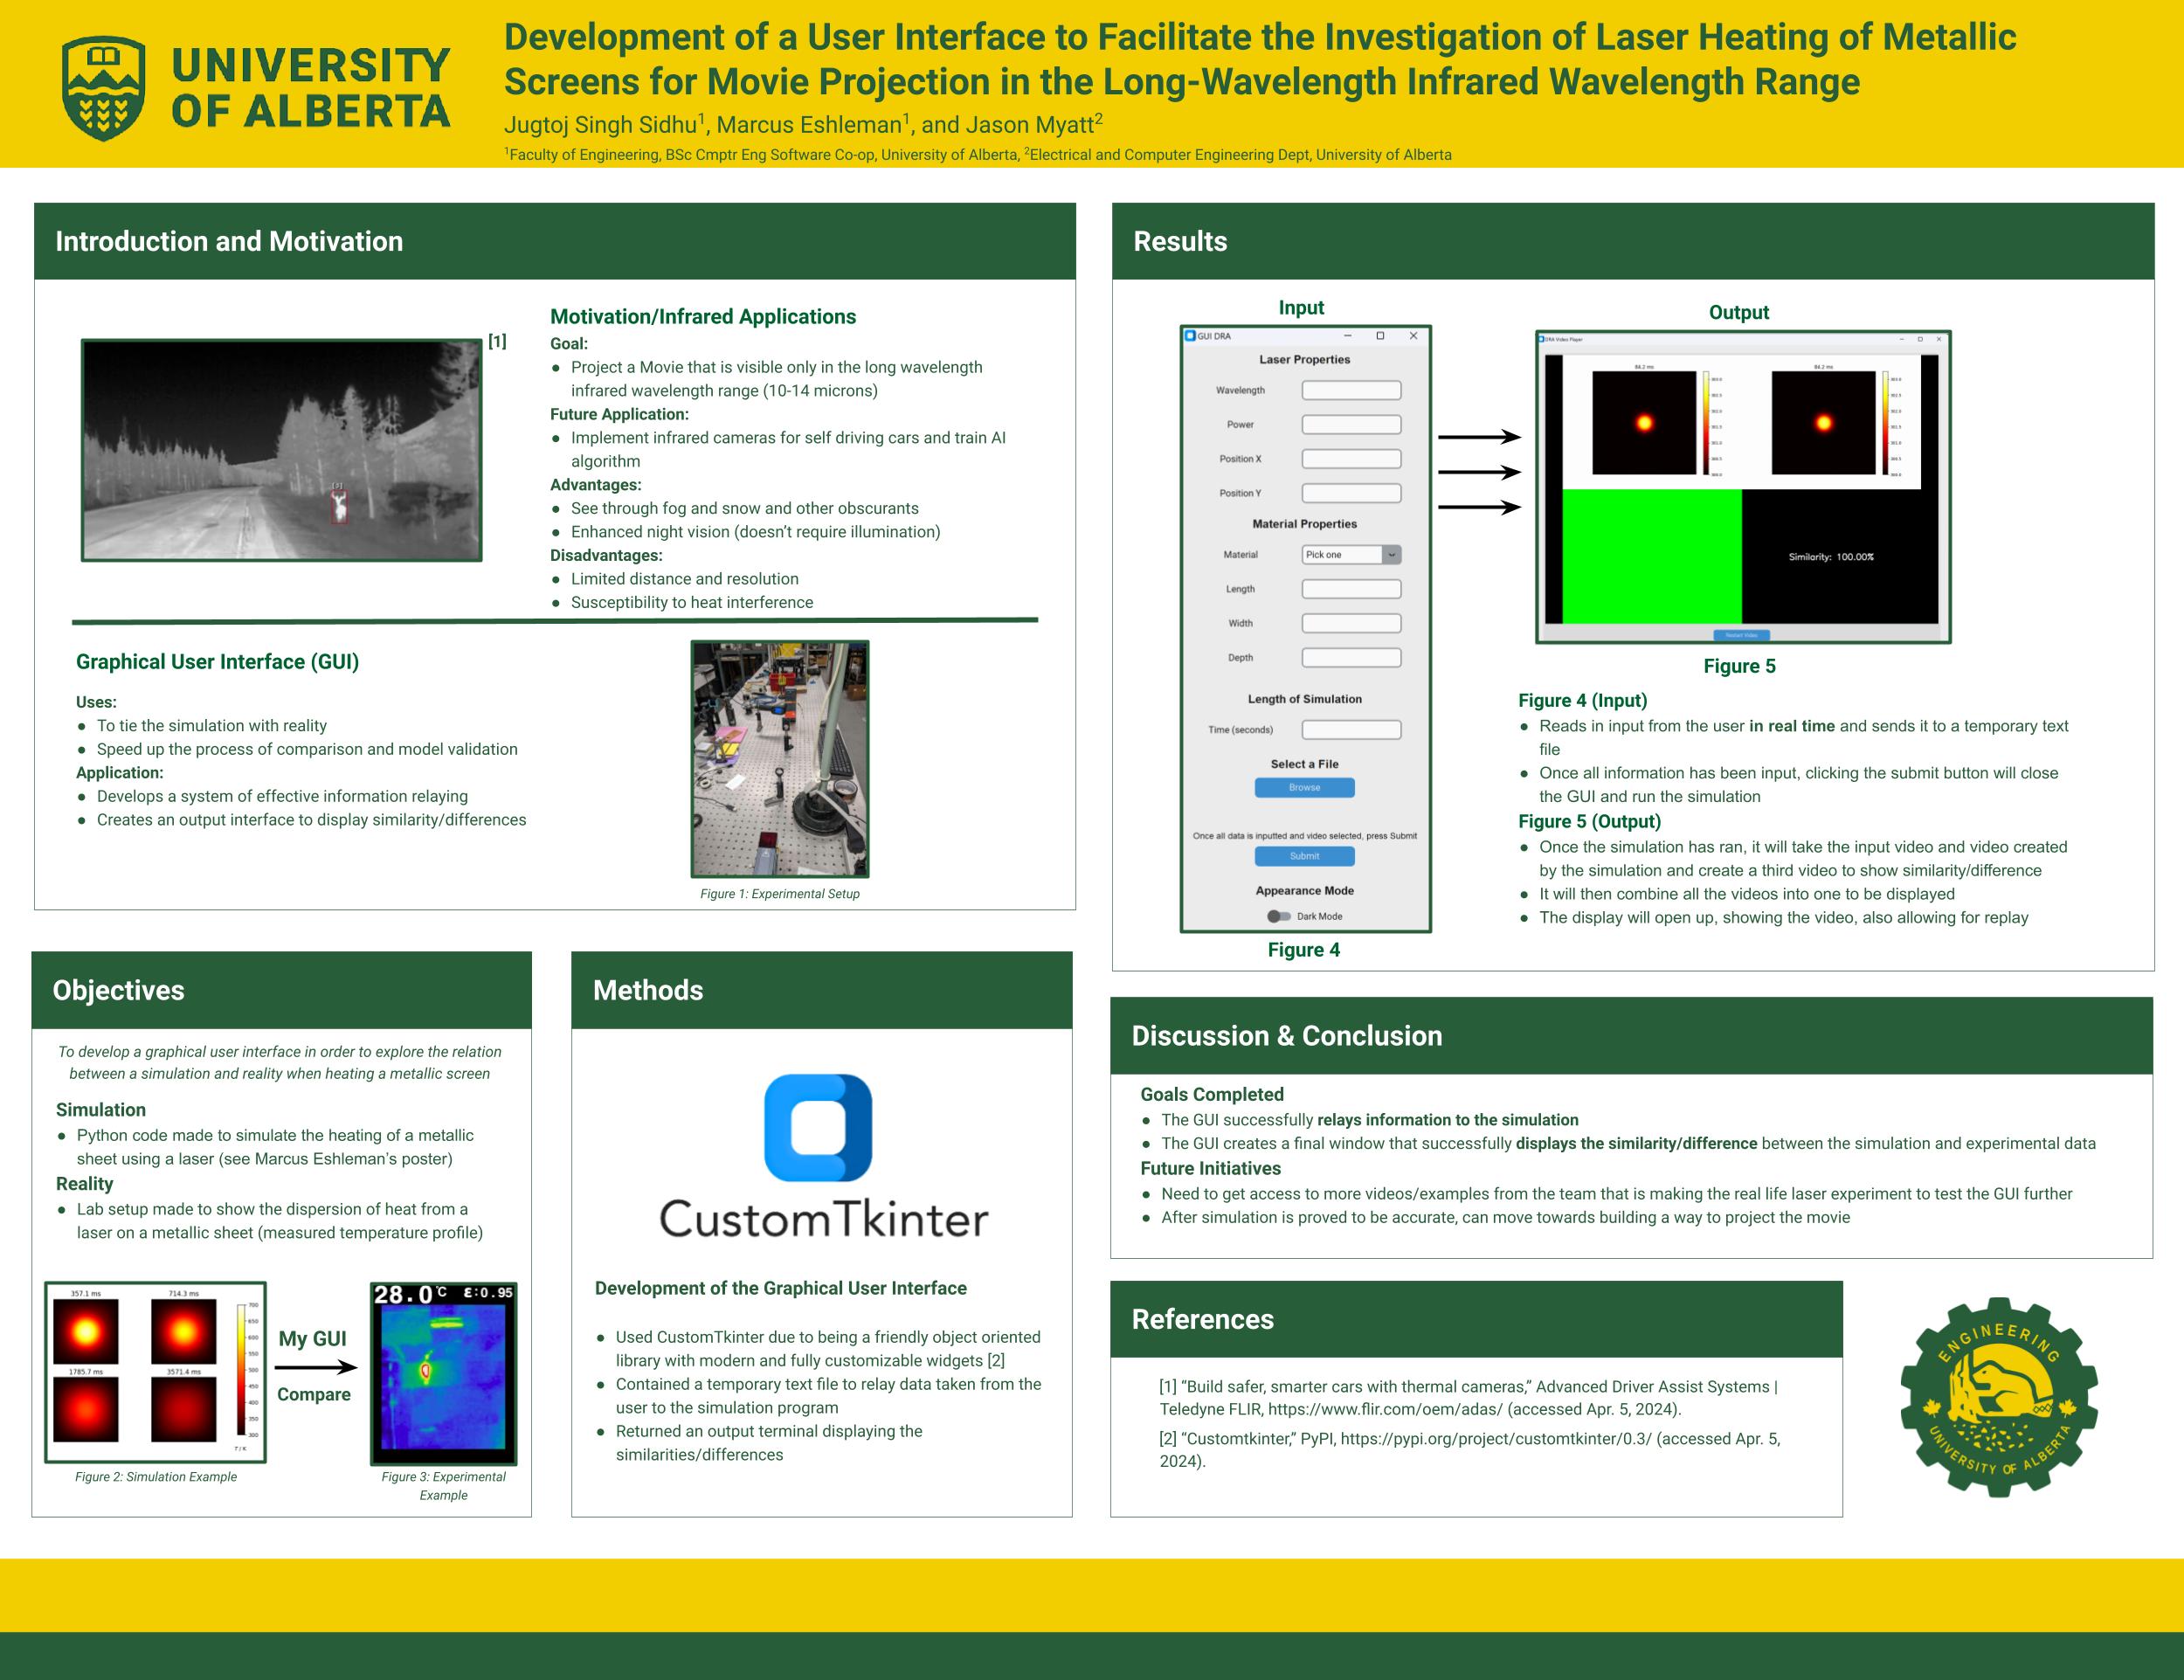 UNIVERSITY
OF ALBERTA
Development of a User Interface to Facilitate the Investigation of Laser Heating of Metallic
Screens for Movie Projection in the Long-Wavelength Infrared Wavelength Range
Jugtoj Singh Sidhu1, Marcus Eshleman1, and Jason Myatt2
1Faculty of Engineering, BSc Cmptr Eng Software Co-op, University of Alberta, 2Electrical and Computer Engineering Dept, University of Alberta
Introduction and Motivation
[1]
Motivation/Infrared Applications
Goal:
● Project a Movie that is visible only in the long wavelength
infrared wavelength range (10-14 microns)
Future Application:
● Implement infrared cameras for self driving cars and train AI
algorithm
Advantages:
● See through fog and snow and other obscurants
● Enhanced night vision (doesn't require illumination)
Disadvantages:
● Limited distance and resolution
● Susceptibility to heat interference
Graphical User Interface (GUI)
Uses:
● To tie the simulation with reality
● Speed up the process of comparison and model validation
Application:
● Develops a system of effective information relaying
● Creates an output interface to display similarity/differences
Figure 1: Experimental Setup
Objectives
To develop a graphical user interface in order to explore the relation
between a simulation and reality when heating a metallic screen
Simulation
● Python code made to simulate the heating of a metallic
sheet using a laser (see Marcus Eshleman's poster)
Reality
● Lab setup made to show the dispersion of heat from a
laser on a metallic sheet (measured temperature profile)
357.1 ms
714.3 ms
1785.7 ms
3571.4 ms
700
650
600
550
500
450
400
350
300
T / K
My GUI
Compare
28.0°C ε:0.95
Figure 2: Simulation Example
Figure 3: Experimental
Example
Methods
CustomTkinter
Development of the Graphical User Interface
● Used CustomTkinter due to being a friendly object oriented
library with modern and fully customizable widgets [2]
● Contained a temporary text file to relay data taken from the
user to the simulation program
● Returned an output terminal displaying the
similarities/differences
Results
Input
GUI DRA
Laser Properties
Wavelength
Power
Position X
Position Y
Material Properties
Material Pick one
Length
Width
Depth
Length of Simulation
Time (seconds)
Select a File
Browse
Once all data is inputted and video selected, press Submit
Submit
Appearance Mode
Dark Mode
Figure 4
Output
DRA Video Player
84.2 ms
84.2 ms
Similarity: 100.00%
Restart Video
Figure 5
Figure 4 (Input)
● Reads in input from the user in real time and sends it to a temporary text
file
● Once all information has been input, clicking the submit button will close
the GUI and run the simulation
Figure 5 (Output)
● Once the simulation has ran, it will take the input video and video created
by the simulation and create a third video to show similarity/difference
● It will then combine all the videos into one to be displayed
● The display will open up, showing the video, also allowing for replay
Discussion & Conclusion
Goals Completed
● The GUI successfully relays information to the simulation
● The GUI creates a final window that successfully displays the similarity/difference between the simulation and experimental data
Future Initiatives
● Need to get access to more videos/examples from the team that is making the real life laser experiment to test the GUI further
● After simulation is proved to be accurate, can move towards building a way to project the movie
References
[1] “Build safer, smarter cars with thermal cameras,” Advanced Driver Assist Systems |
Teledyne FLIR, https://www.flir.com/oem/adas/ (accessed Apr. 5, 2024).
[2] “Customtkinter,” PyPI, https://pypi.org/project/customtkinter/0.3/ (accessed Apr. 5,
2024).
ENGINEERING
UNIVERSITY OF ALBERTA